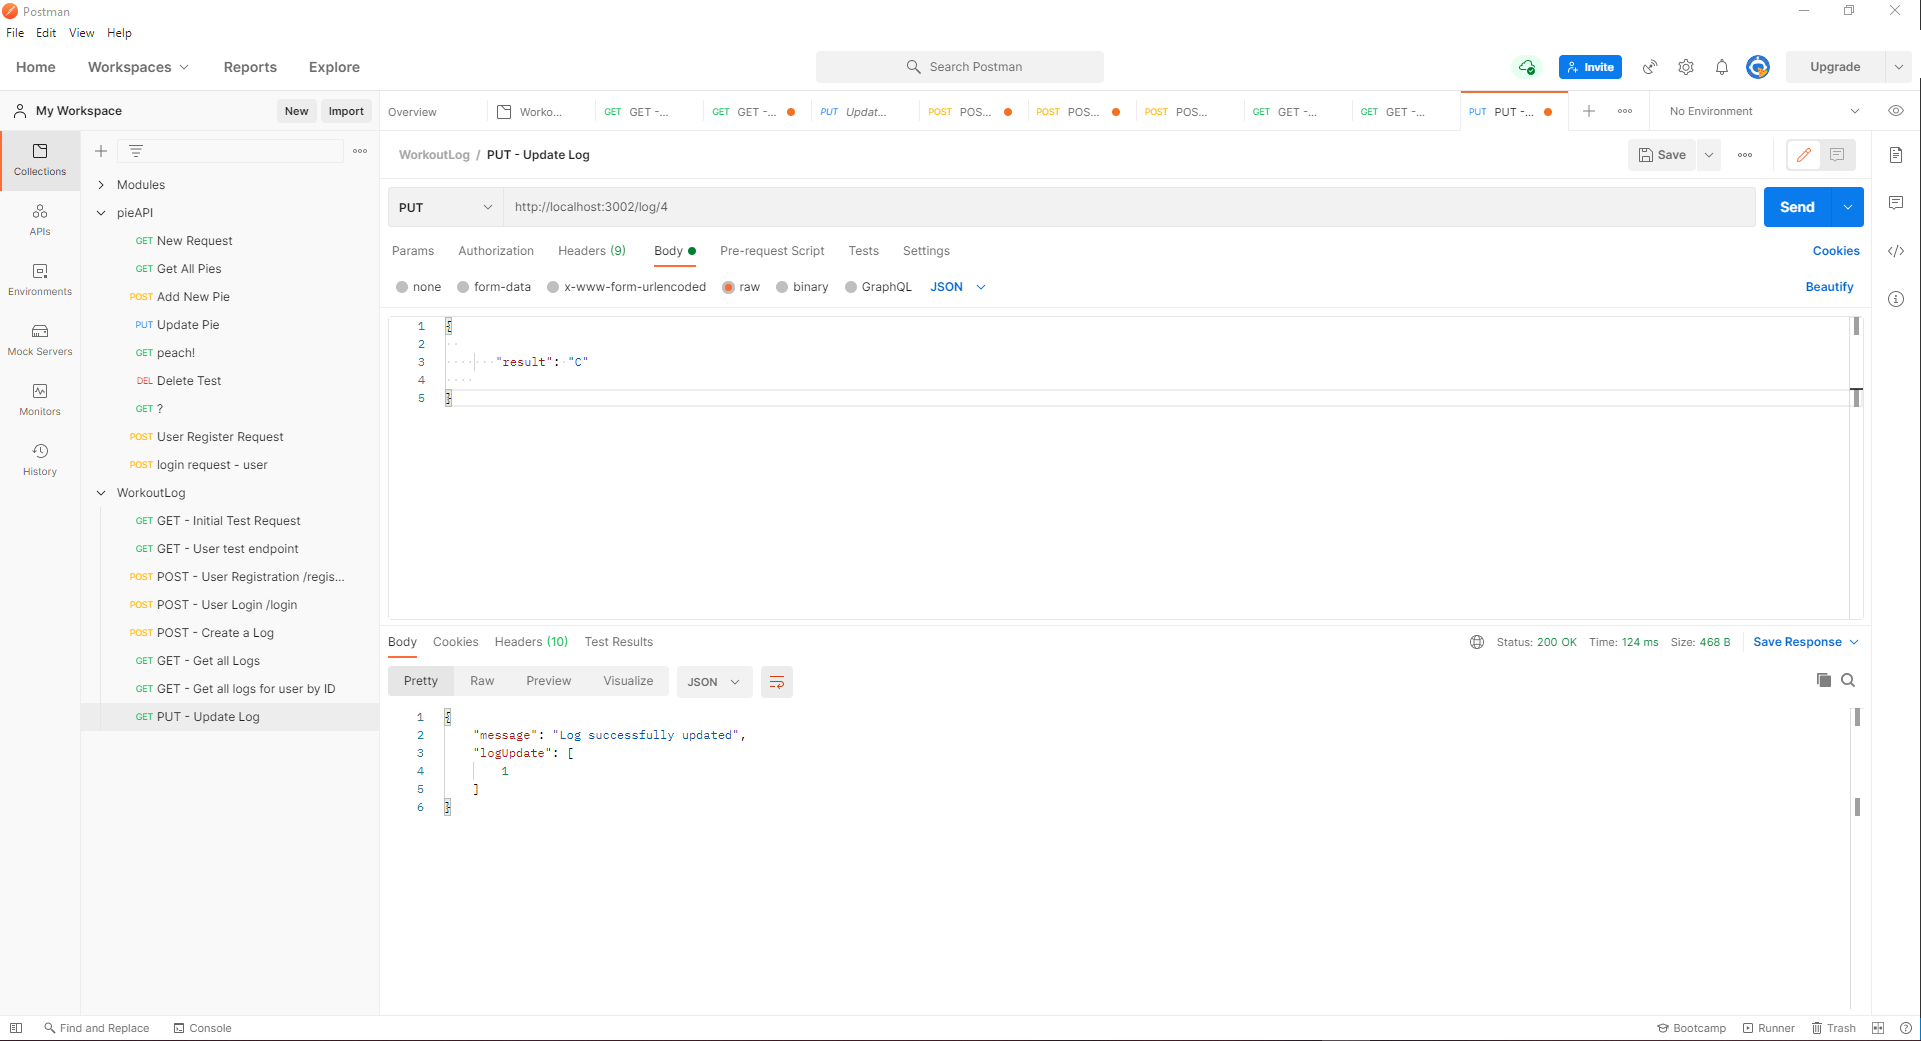 Postman
File Edit View Help
Home Workspaces Reports Explore
Search Postman
Invite
Upgrade
My Workspace
New Import
Overview Worko... GET GET -... GET GET -... PUT Updat... POST POS... POST POS... POST POS... GET GET -... GET GET -... PUT PUT -...
No Environment
Collections
APIs
Environments
Mock Servers
Monitors
History
Modules
pieAPI
GET New Request
GET Get All Pies
POST Add New Pie
PUT Update Pie
GET peach!
DEL Delete Test
GET ?
POST User Register Request
POST login request - user
WorkoutLog
GET GET - Initial Test Request
GET GET - User test endpoint
POST POST - User Registration /regis...
POST POST - User Login /login
POST POST - Create a Log
GET GET - Get all Logs
GET GET - Get all logs for user by ID
GET PUT - Update Log
WorkoutLog / PUT - Update Log
Save
PUT http://localhost:3002/log/4
Send
Params Authorization Headers (9) Body Pre-request Script Tests Settings
Cookies
none form-data x-www-form-urlencoded raw binary GraphQL JSON
Beautify
1 {
2
3 "result": "C"
4
5 }
Body Cookies Headers (10) Test Results
Status: 200 OK Time: 124 ms Size: 468 B Save Response
Pretty Raw Preview Visualize JSON
1 {
2 "message": "Log successfully updated",
3 "logUpdate": [
4 1
5 ]
6 }
Find and Replace Console
Bootcamp Runner Trash